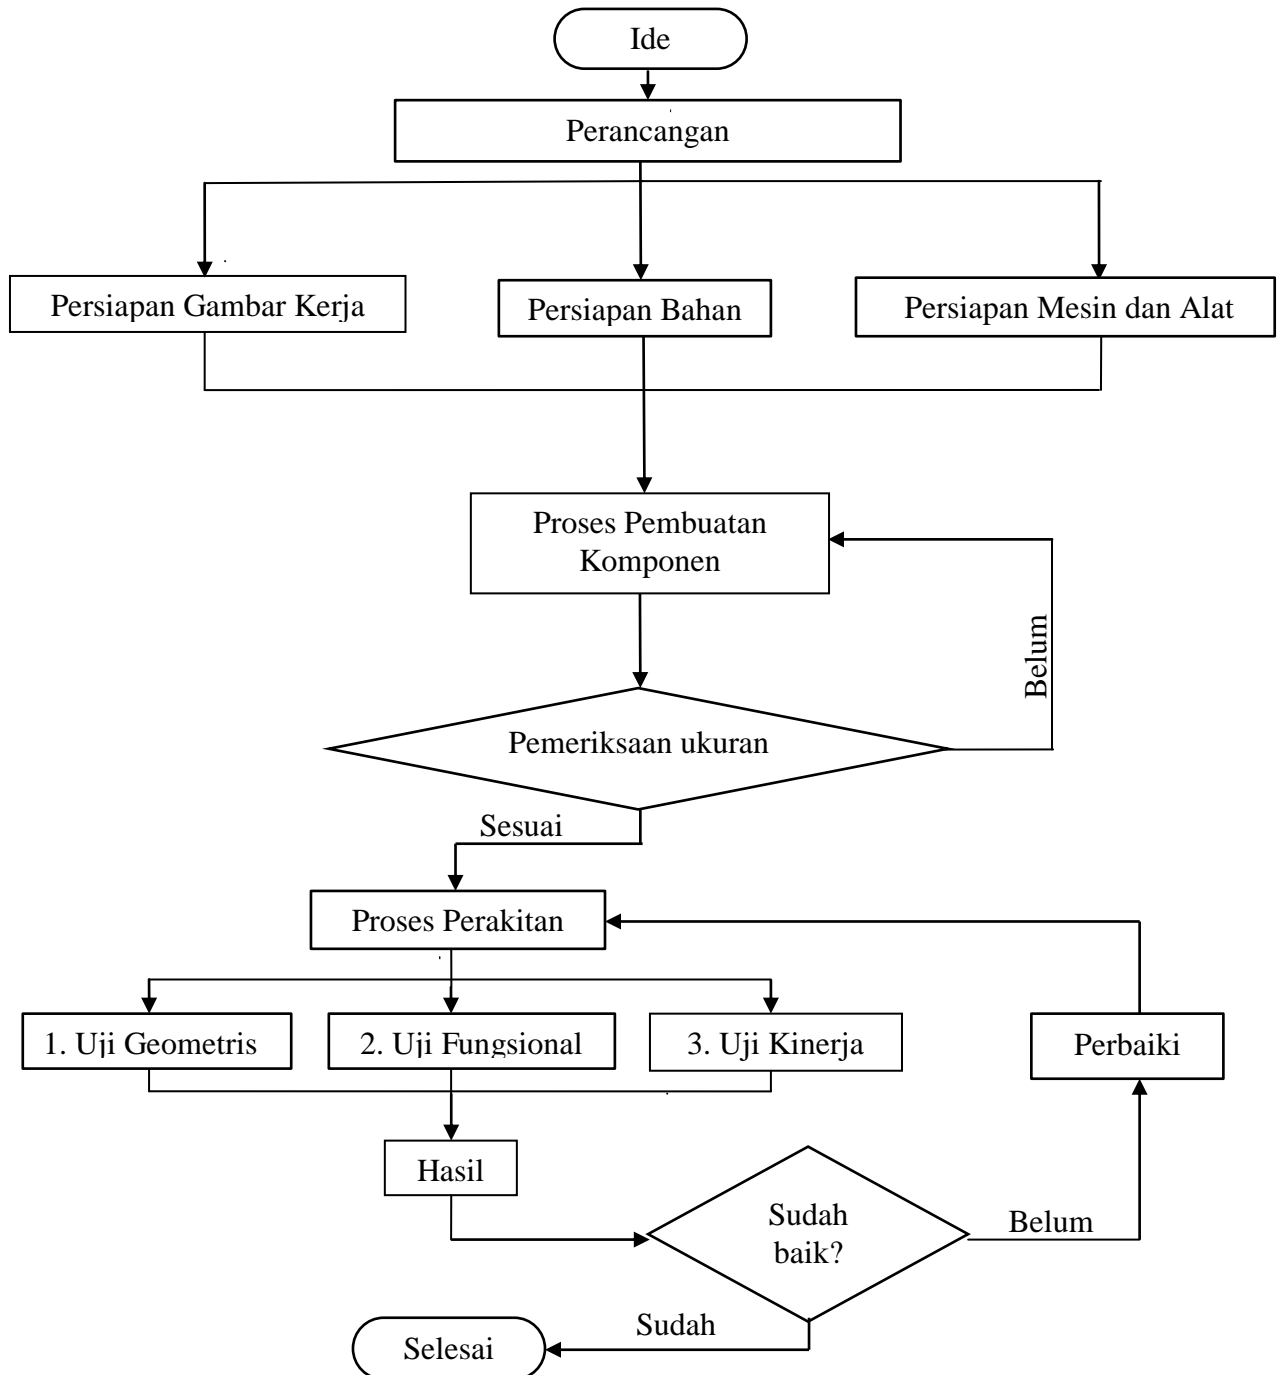 Ide
Perancangan
Persiapan Gambar Kerja
Persiapan Bahan
Persiapan Mesin dan Alat
Proses Pembuatan
Komponen
Belum
Pemeriksaan ukuran
Sesuai
Proses Perakitan
1. Uji Geometris
2. Uji Fungsional
3. Uji Kinerja
Perbaiki
Hasil
Sudah
baik?
Belum
Sudah
Selesai